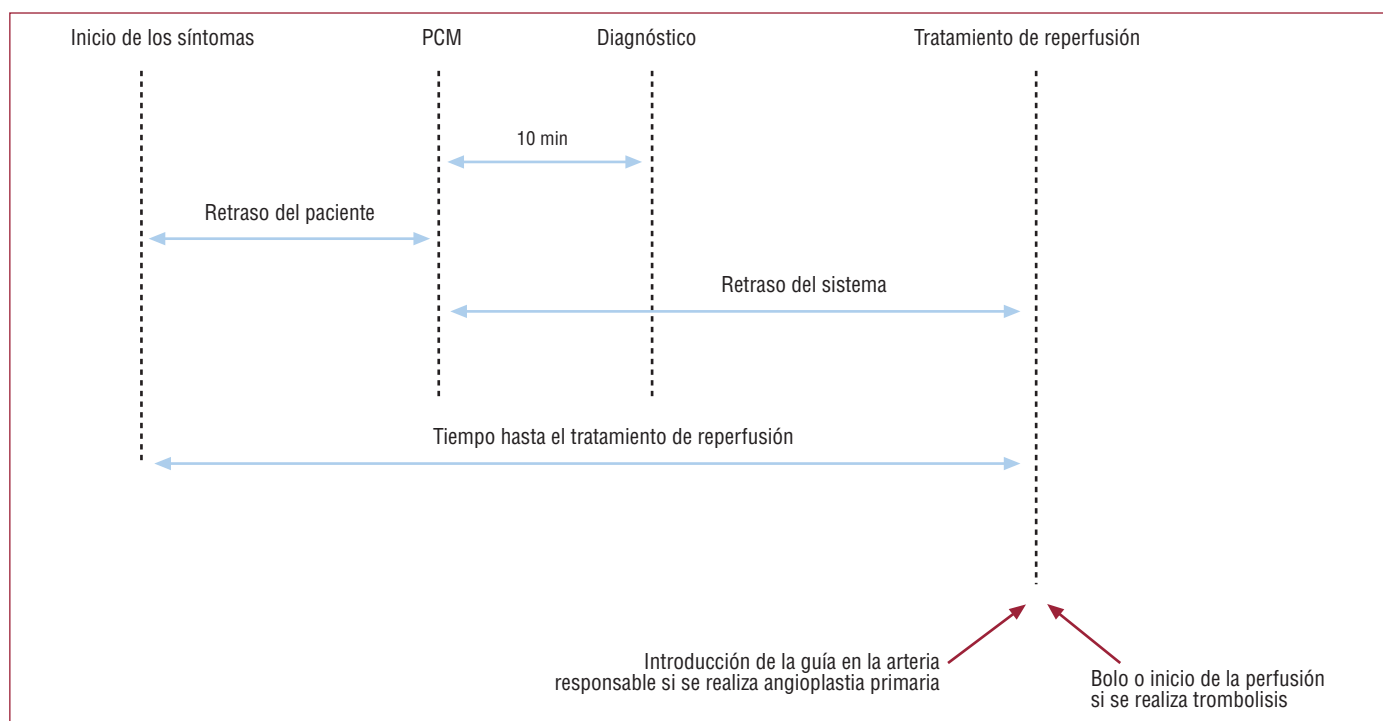 Inicio de los síntomas
PCM
Diagnóstico
Tratamiento de reperfusión
10 min
Retraso del paciente
Retraso del sistema
Tiempo hasta el tratamiento de reperfusión
Introducción de la guía en la arteria
responsable si se realiza angioplastia primaria
Bolo o inicio de la perfusión
si se realiza trombolisis